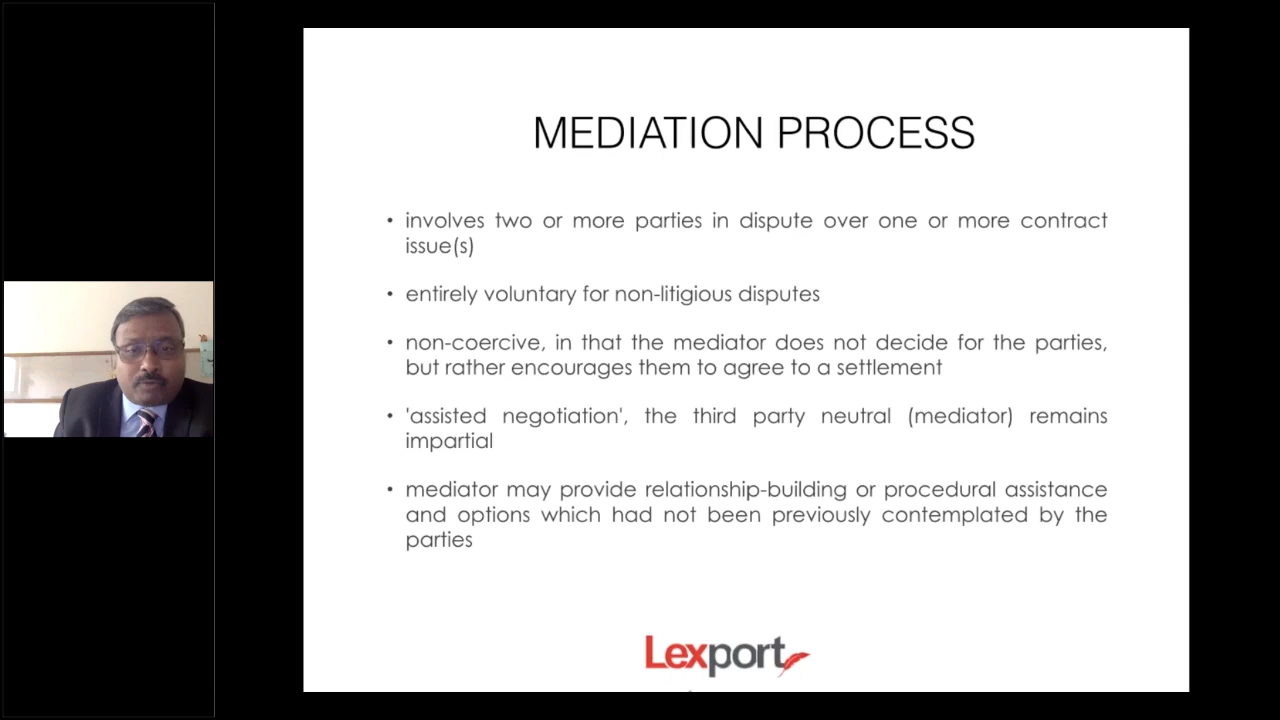 MEDIATION PROCESS
• involves two or more parties in dispute over one or more contract
issue(s)
• entirely voluntary for non-litigious disputes
• non-coercive, in that the mediator does not decide for the parties,
but rather encourages them to agree to a settlement
• 'assisted negotiation', the third party neutral (mediator) remains
impartial
• mediator may provide relationship-building or procedural assistance
and options which had not been previously contemplated by the
parties
Lexport